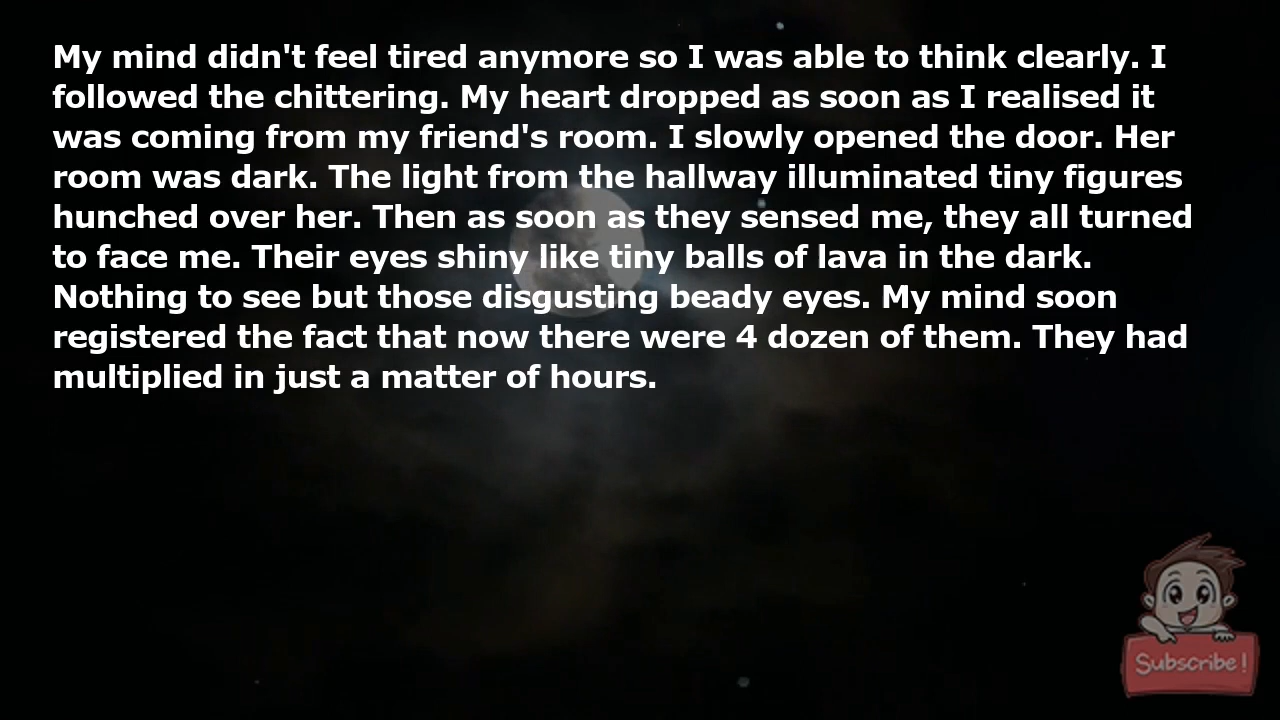 My mind didn't feel tired anymore so I was able to think clearly. I
followed the chittering. My heart dropped as soon as I realised it
was coming from my friend's room. I slowly opened the door. Her
room was dark. The light from the hallway illuminated tiny figures
hunched over her. Then as soon as they sensed me, they all turned
to face me. Their eyes shiny like tiny balls of lava in the dark.
Nothing to see but those disgusting beady eyes. My mind soon
registered the fact that now there were 4 dozen of them. They had
multiplied in just a matter of hours.
Subscribe!